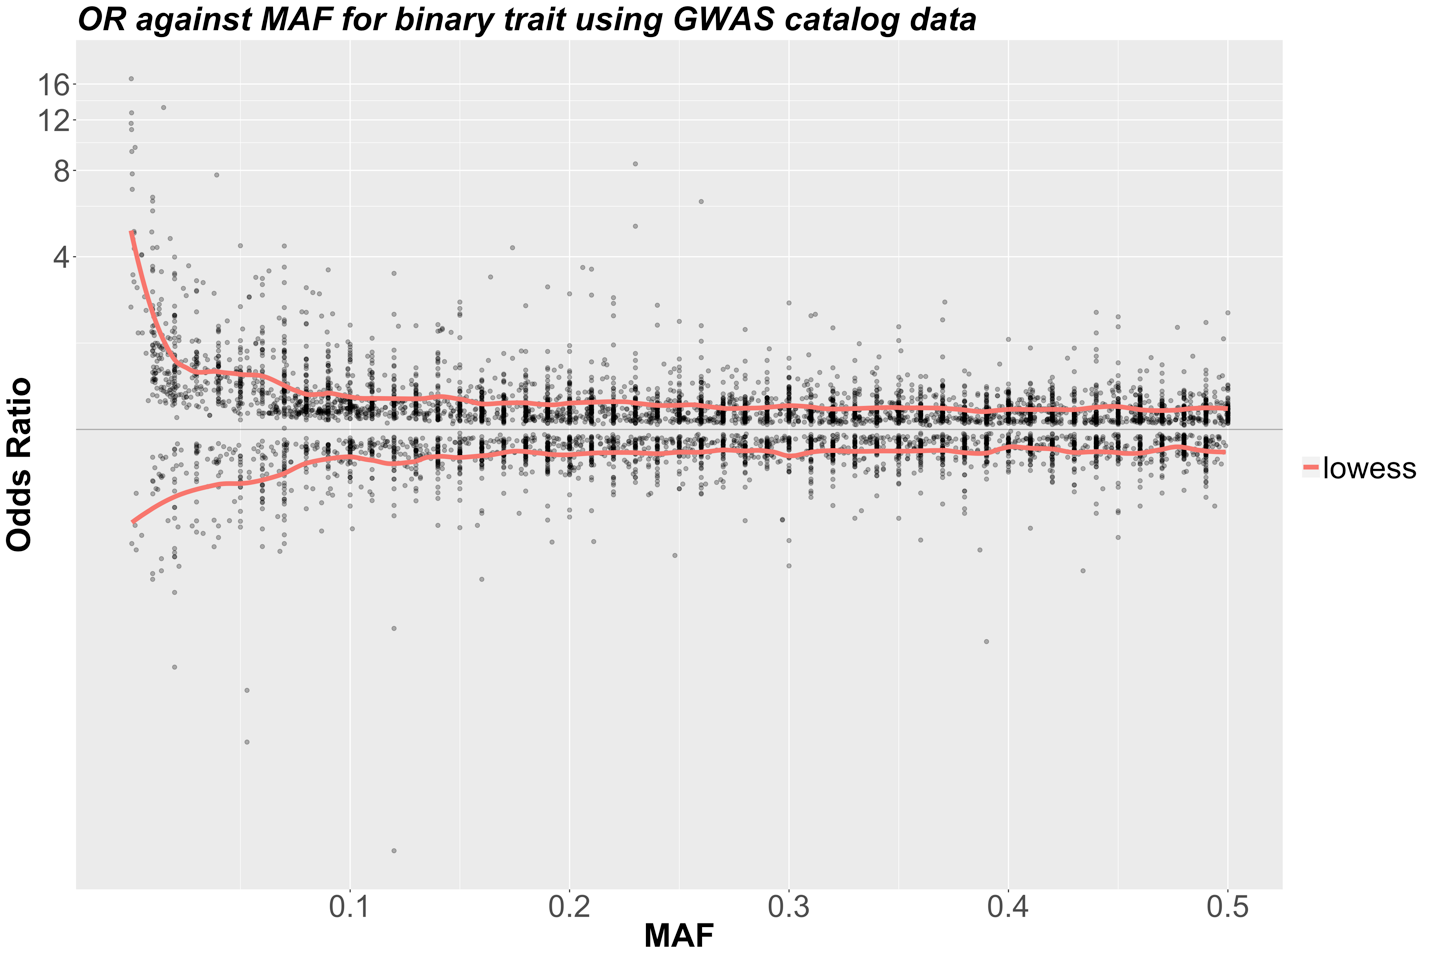 OR against MAF for binary trait using GWAS catalog data
16
12
8
4
Odds Ratio
lowess
0.1 0.2 0.3 0.4 0.5
MAF